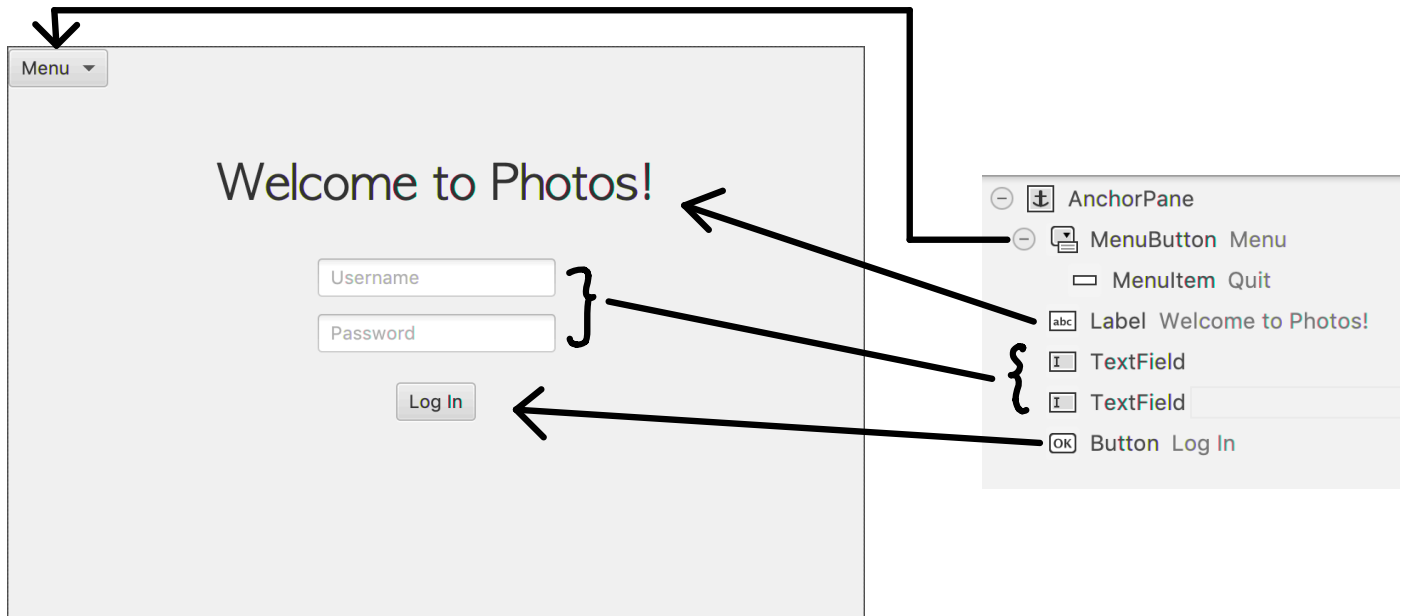 Menu
Welcome to Photos!
Username
Password
Log In
AnchorPane
MenuButton Menu
MenuItem Quit
abc Label Welcome to Photos!
I TextField
I TextField
OK Button Log In